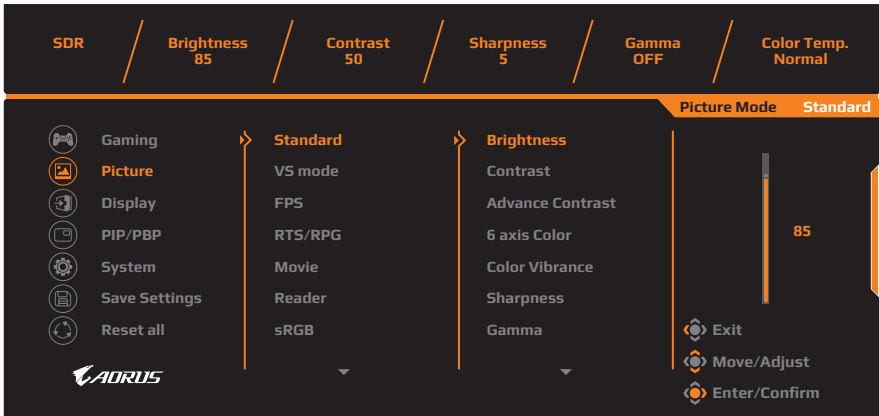 SDR
Brightness
85
Contrast
50
Sharpness
5
Gamma
OFF
Color Temp.
Normal
Picture Mode Standard
Gaming
Picture
Display
PIP/PBP
System
Save Settings
Reset all
Standard
VS mode
FPS
RTS/RPG
Movie
Reader
sRGB
Brightness
Contrast
Advance Contrast
6 axis Color
Color Vibrance
Sharpness
Gamma
85
Exit
Move/Adjust
Enter/Confirm
AORUS